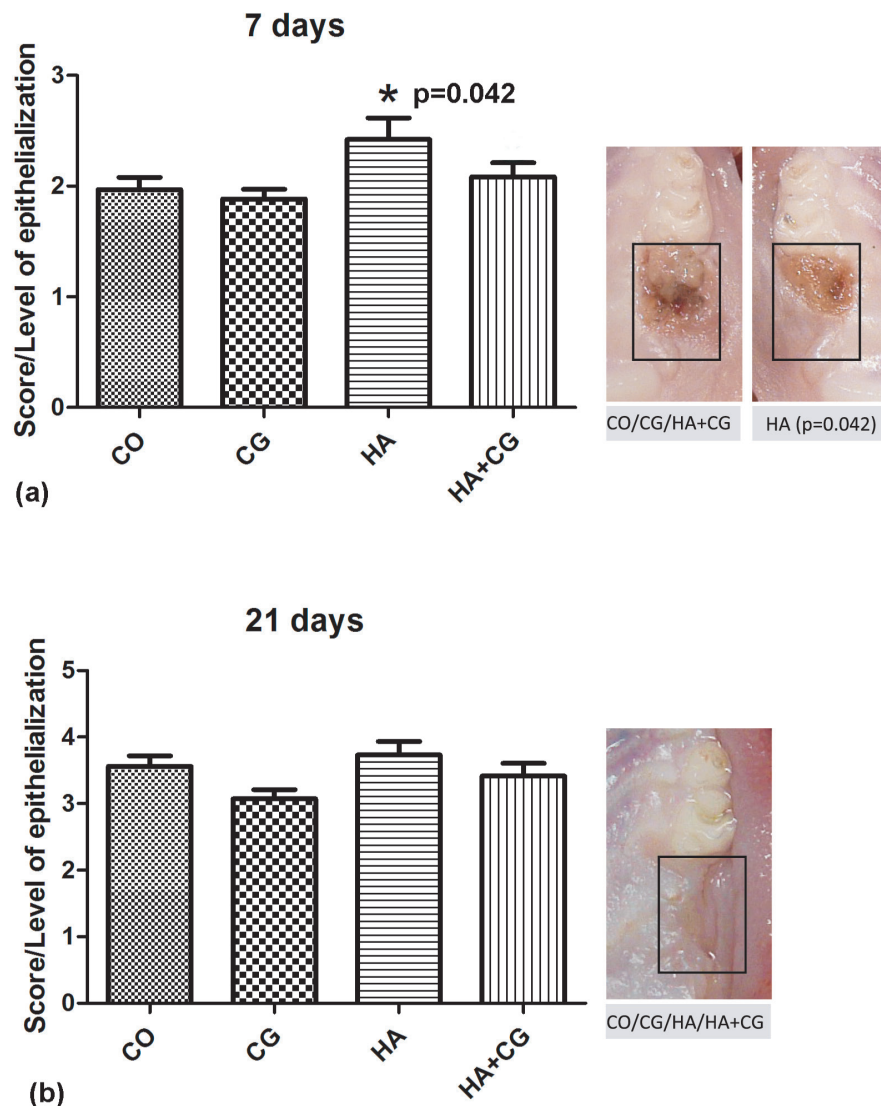 7 days
Score/Level of epithelialization
3
2
1
0
* p=0.042
CO
CG
HA
HA+CG
CO/CG/HA+CG
HA (p=0.042)
(a)
21 days
Score/Level of epithelialization
5
4
3
2
1
0
CO
CG
HA
HA+CG
CO/CG/HA/HA+CG
(b)